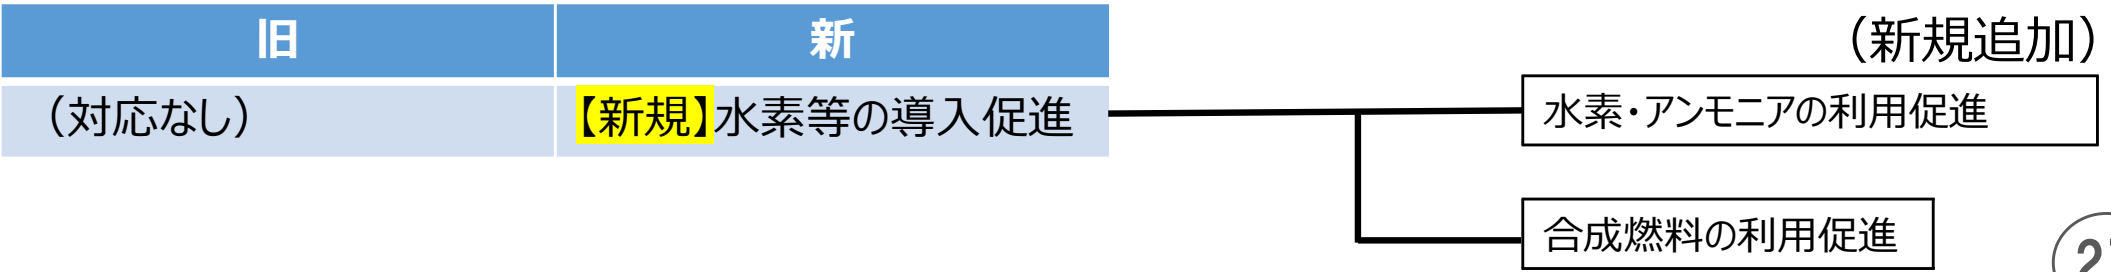 旧
新
(新規追加)
(対応なし)
【新規】水素等の導入促進
水素・アンモニアの利用促進
合成燃料の利用促進